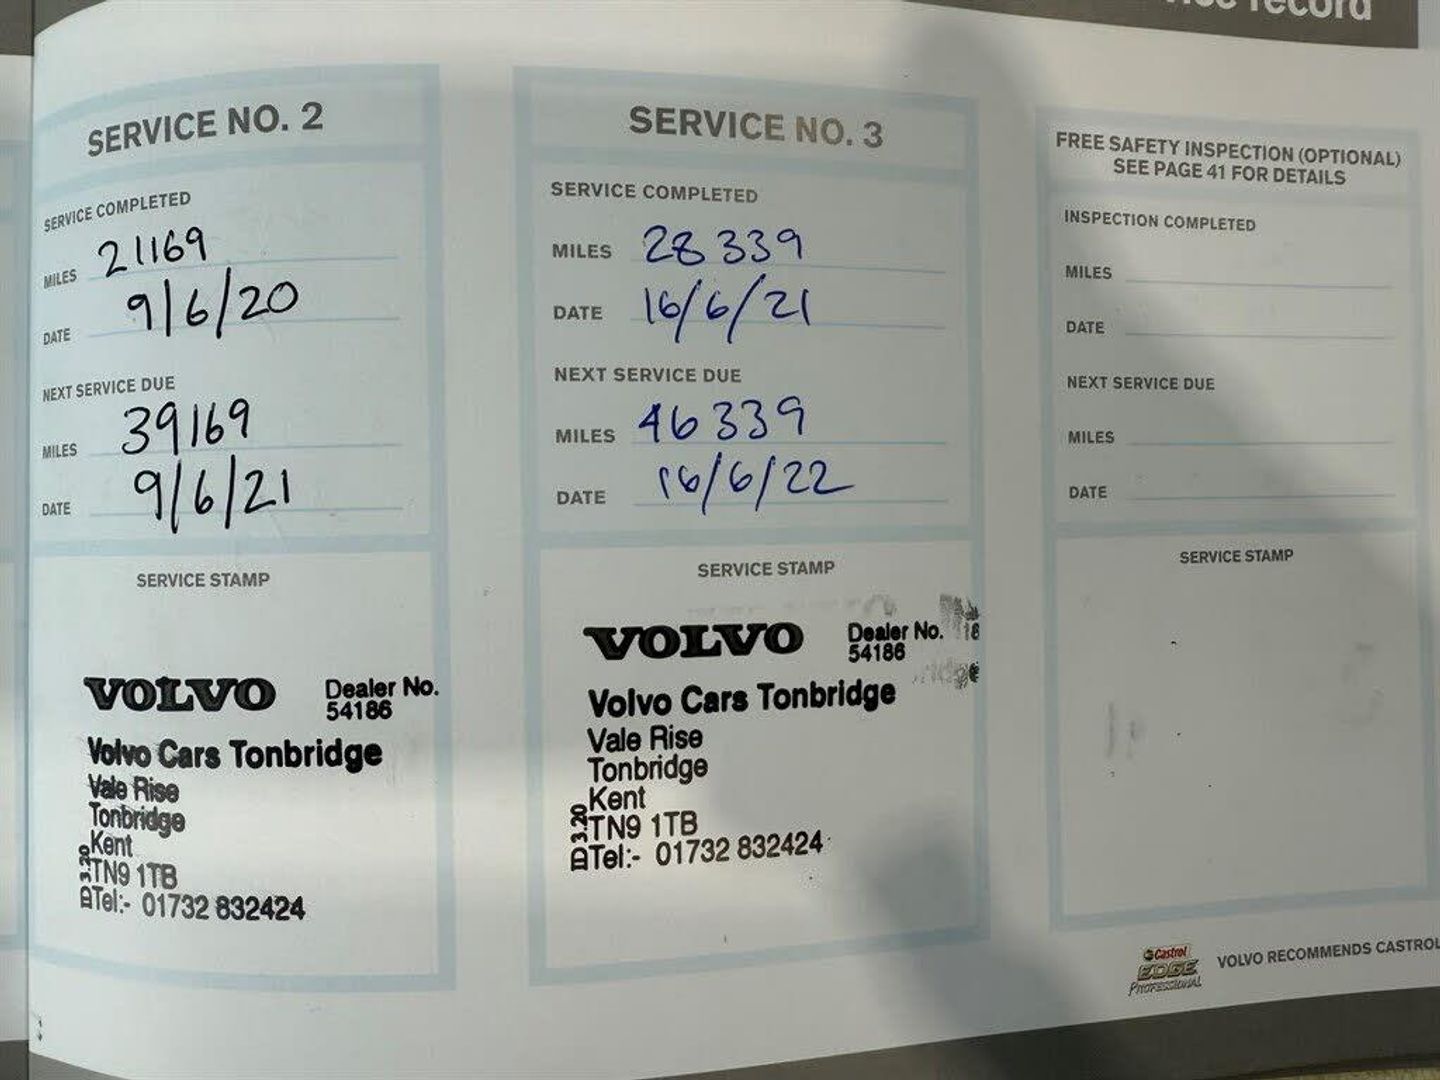 record
SERVICE NO. 2
SERVICE COMPLETED
MILES 21169
DATE 9/6/20
NEXT SERVICE DUE
MILES 39169
DATE 9/6/21
SERVICE STAMP
VOLVO Dealer No.
54186
Volvo Cars Tonbridge
Vale Rise
Tonbridge
Kent
TN9 1TB
Tel:- 01732 832424
SERVICE NO. 3
SERVICE COMPLETED
MILES 28339
DATE 16/6/21
NEXT SERVICE DUE
MILES 46339
DATE 16/6/22
SERVICE STAMP
VOLVO Dealer No.
54186
Volvo Cars Tonbridge
Vale Rise
Tonbridge
Kent
TN9 1TB
Tel:- 01732 832424
FREE SAFETY INSPECTION (OPTIONAL)
SEE PAGE 41 FOR DETAILS
INSPECTION COMPLETED
MILES
DATE
NEXT SERVICE DUE
MILES
DATE
SERVICE STAMP
Castrol
EDGE
PROFESSIONAL
VOLVO RECOMMENDS CASTROL